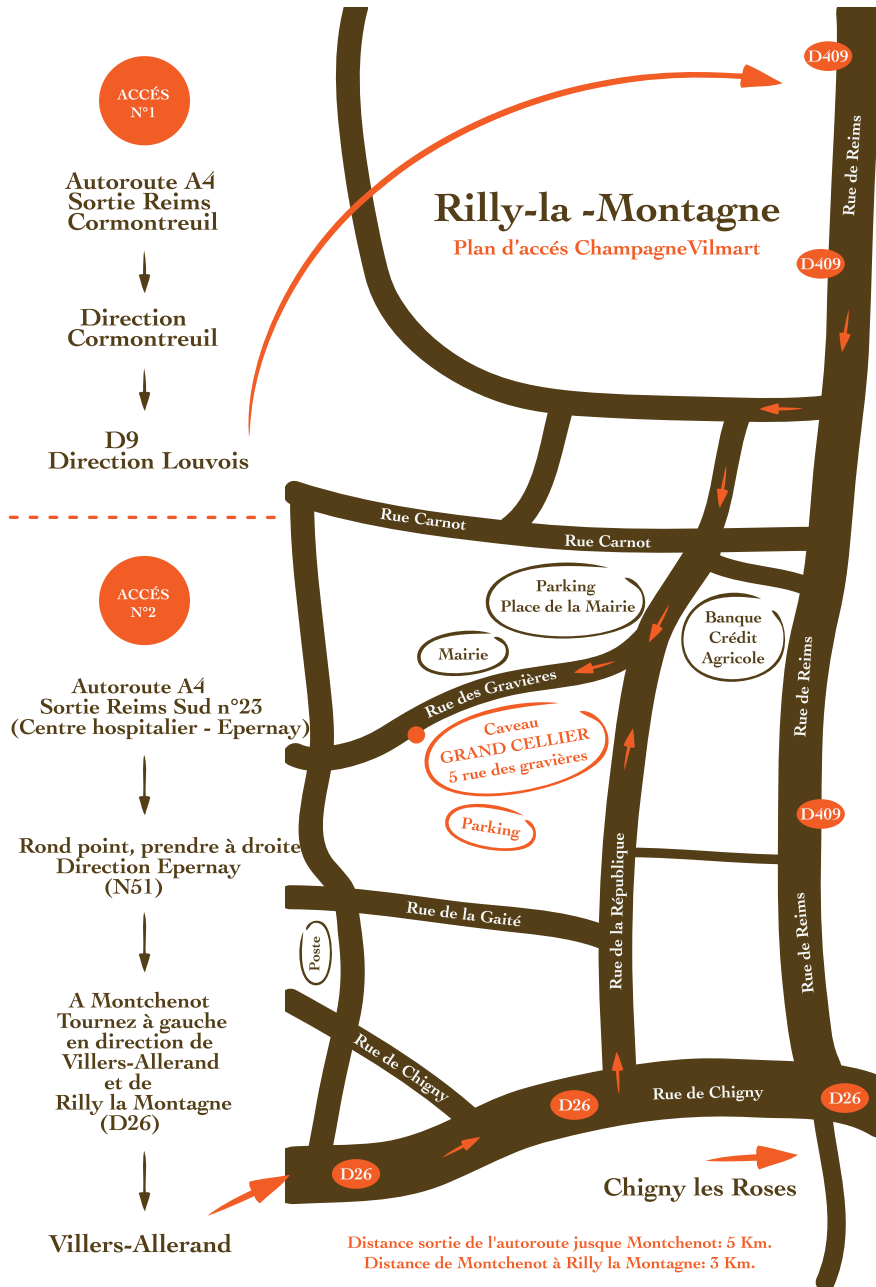 ACCÉS
N°1
Autoroute A4
Sortie Reims
Cormontreuil
Direction
Cormontreuil
D9
Direction Louvois
ACCÉS
N°2
Autoroute A4
Sortie Reims Sud n°23
(Centre hospitalier - Epernay)
Rond point, prendre à droite
Direction Epernay
(N51)
A Montchenot
Tournez à gauche
en direction de
Villers-Allerand
et de
Rilly la Montagne
(D26)
Villers-Allerand
Rilly-la -Montagne
Plan d'accés ChampagneVilmart
D409
Rue de Reims
D409
Rue Carnot
Rue Carnot
Parking
Place de la Mairie
Banque
Crédit
Agricole
Mairie
Rue des Gravières
Caveau
GRAND CELLIER
5 rue des gravières
Parking
Rue de Reims
D409
Rue de la République
Rue de la Gaité
Rue de Reims
Poste
Rue de Chigny
D26
Rue de Chigny
D26
D26
Chigny les Roses
Distance sortie de l'autoroute jusque Montchenot: 5 Km.
Distance de Montchenot à Rilly la Montagne: 3 Km.